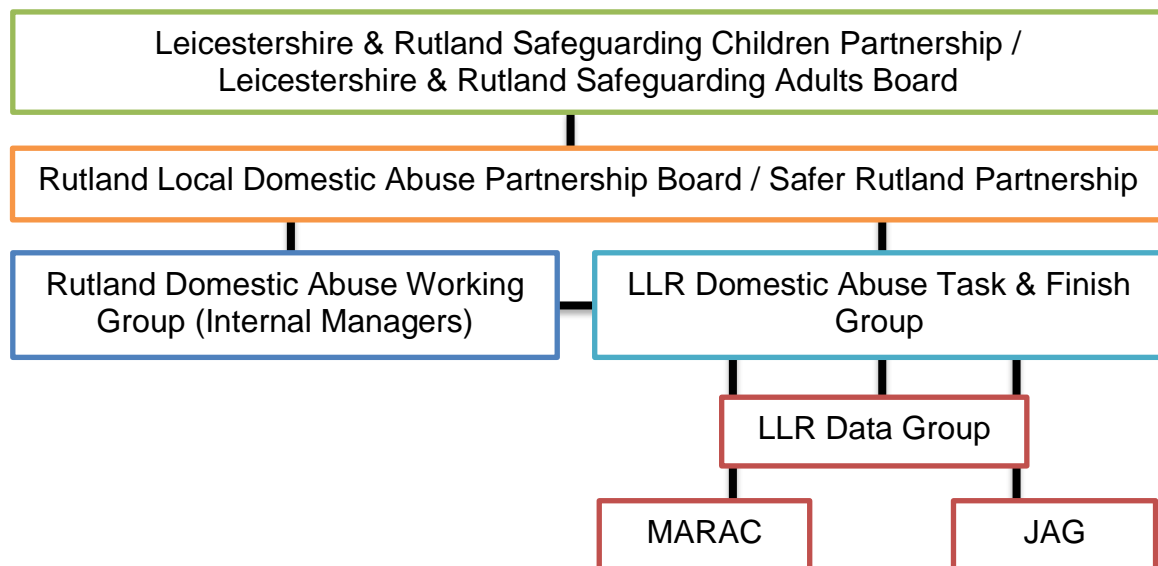 Leicestershire & Rutland Safeguarding Children Partnership /
Leicestershire & Rutland Safeguarding Adults Board
Rutland Local Domestic Abuse Partnership Board / Safer Rutland Partnership
Rutland Domestic Abuse Working
Group (Internal Managers)
LLR Domestic Abuse Task & Finish
Group
LLR Data Group
MARAC
JAG